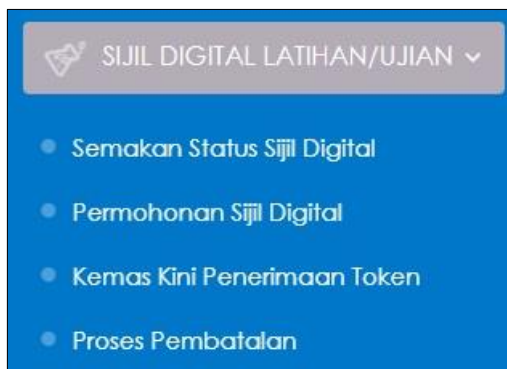 SIJIL DIGITAL LATIHAN/UJIAN
Semakan Status Sijil Digital
Permohonan Sijil Digital
Kemas Kini Penerimaan Token
Proses Pembatalan